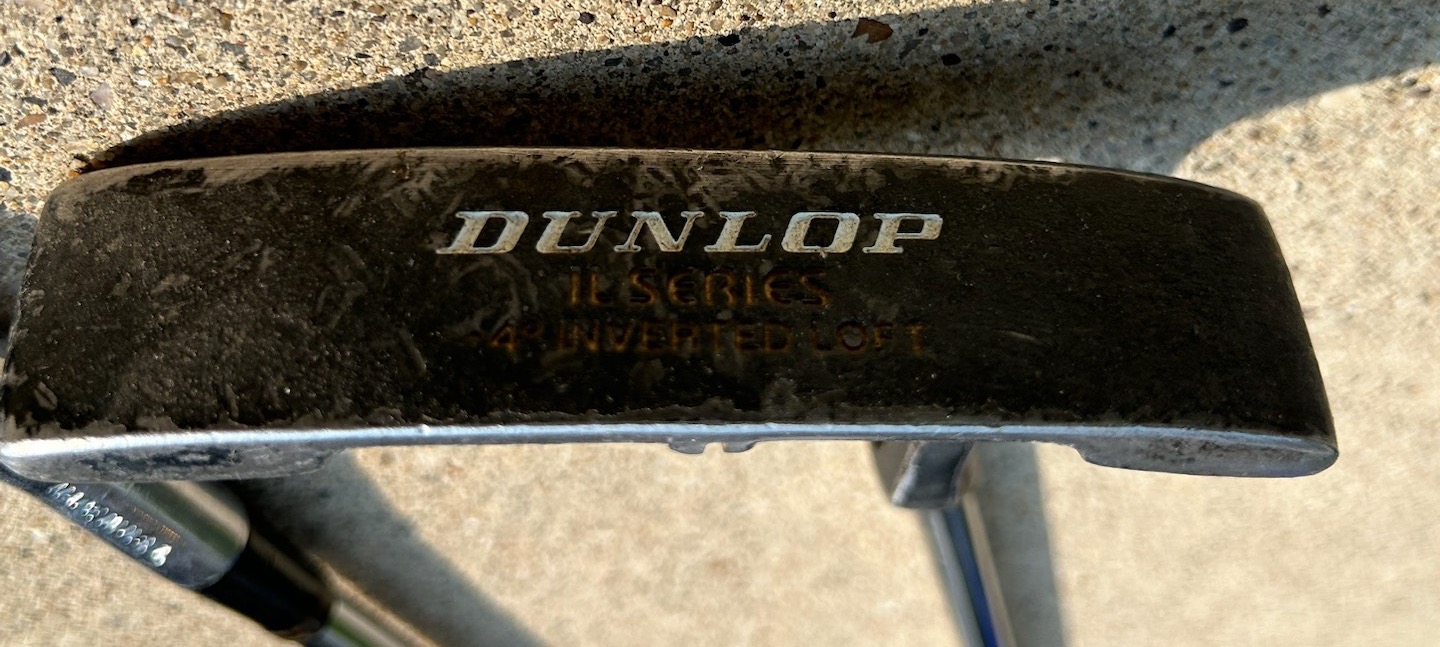 DUNLOP
IL SERIES
-4° INVERTED LOFT